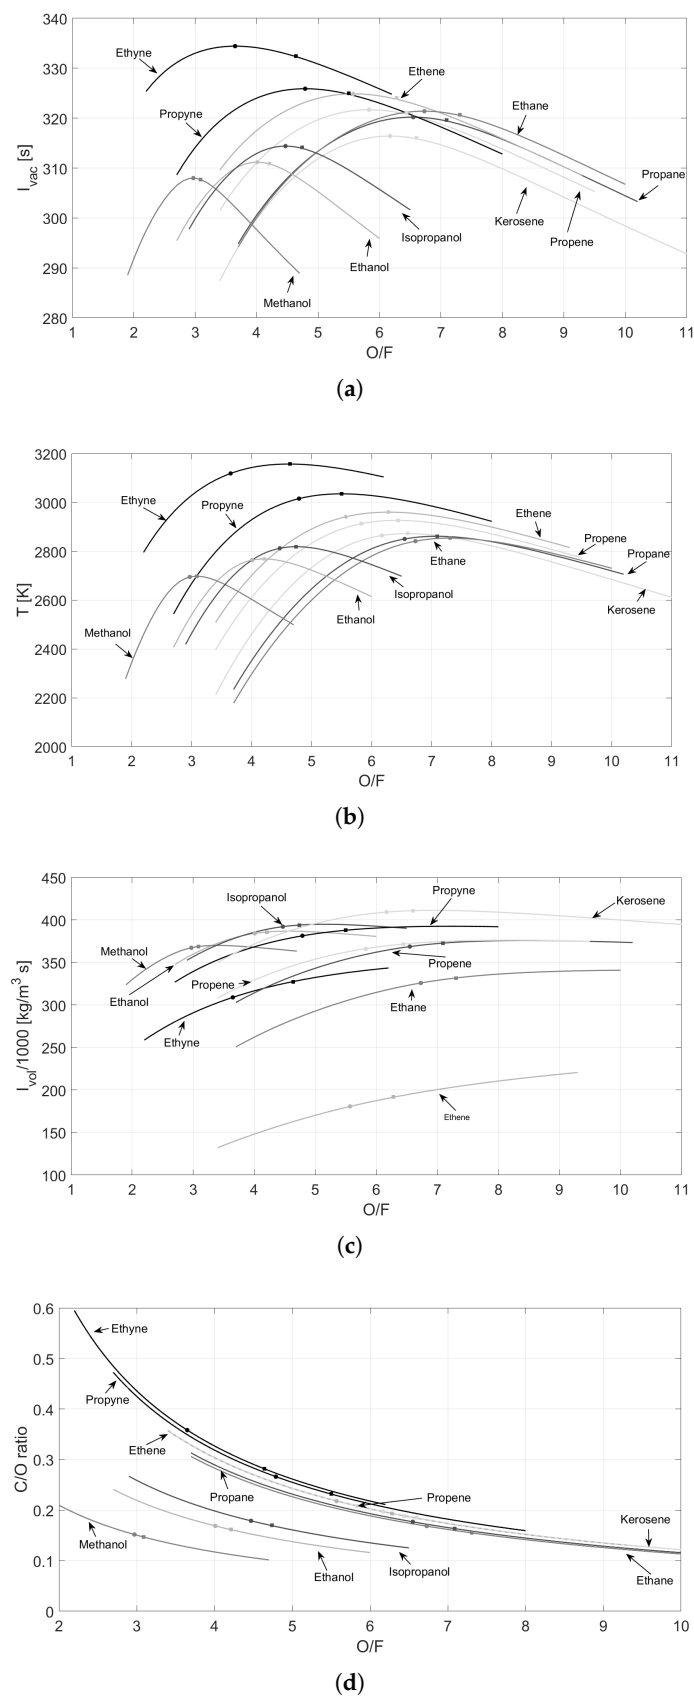 340
330
320
310
300
290
280
I_vac [s]
Ethyne
Propyne
Ethene
Ethane
Propane
Kerosene
Propene
Isopropanol
Ethanol
Methanol
1 2 3 4 5 6 7 8 9 10 11
O/F
(a)
3200
3000
2800
2600
2400
2200
2000
T [K]
Ethyne
Propyne
Ethene
Propene
Propane
Ethane
Isopropanol
Kerosene
Ethanol
Methanol
1 2 3 4 5 6 7 8 9 10 11
O/F
(b)
450
400
350
300
250
200
150
100
I_vol/1000 [kg/m³ s]
Isopropanol
Propyne
Kerosene
Methanol
Propene
Ethanol
Propene
Ethane
Ethyne
Ethene
1 2 3 4 5 6 7 8 9 10 11
O/F
(c)
0.6
0.5
0.4
0.3
0.2
0.1
0
C/O ratio
Ethyne
Propyne
Ethene
Propane
Propene
Kerosene
Methanol
Ethanol
Isopropanol
Ethane
2 3 4 5 6 7 8 9 10
O/F
(d)